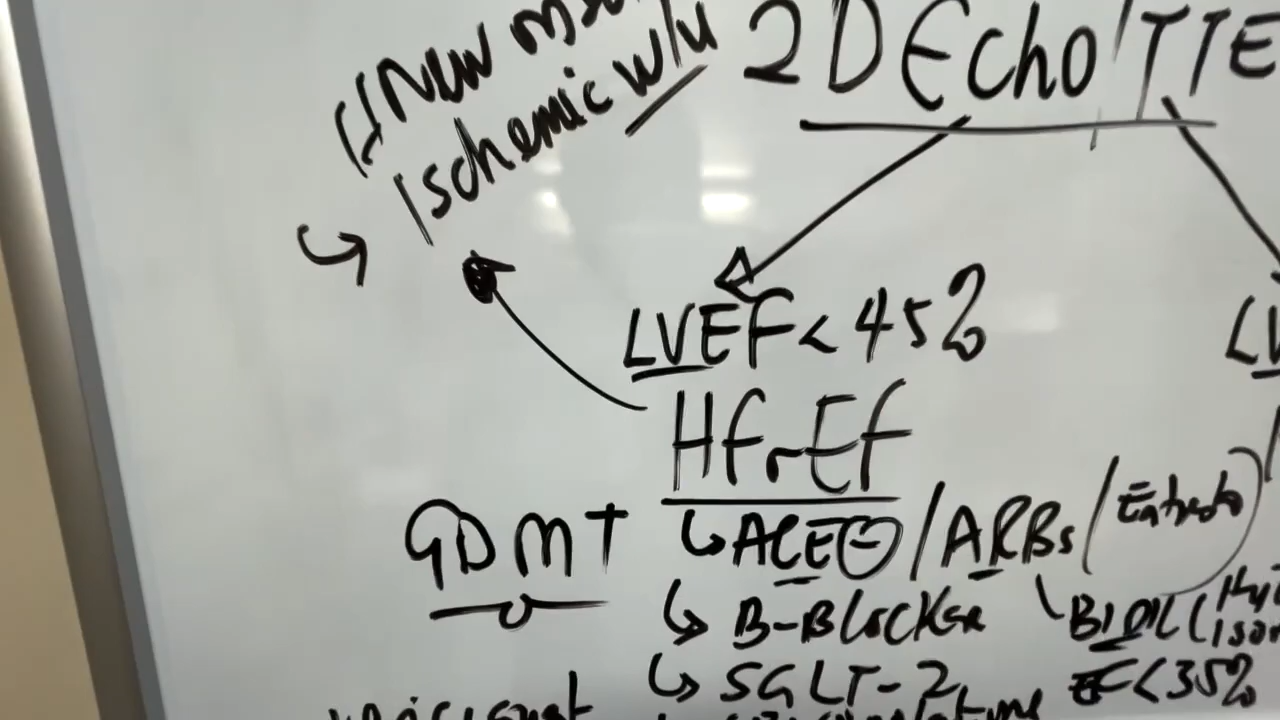 2D Echo/TTE
New
Ischemic w/u
LVEF < 45%
HFrEF
GDMT
↳ ACE⊖ / ARBs / Entresto
↳ B-Blocker
BIDIL (
↳ SGLT-2
EF < 35%